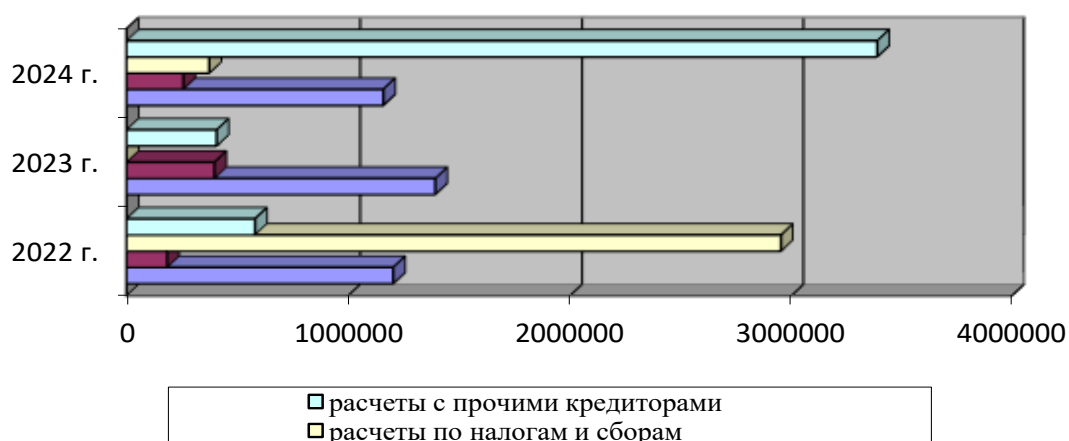 2024 г.
2023 г.
2022 г.
0 1000000 2000000 3000000 4000000
расчеты с прочими кредиторами
расчеты по налогам и сборам